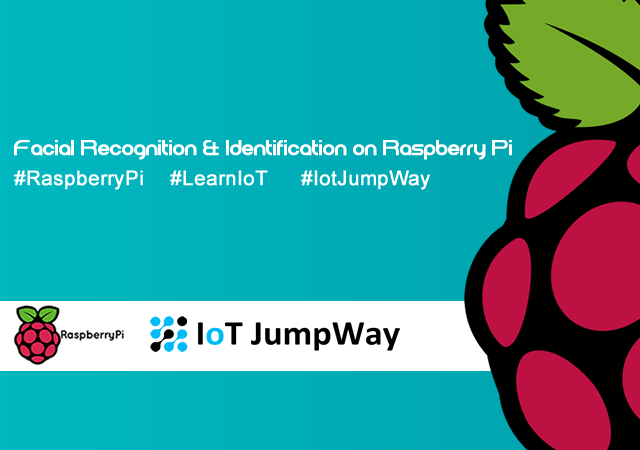 Facial Recognition & Identification on Raspberry Pi
#RaspberryPi #LearnIoT #IotJumpWay
RaspberryPi IoT JumpWay